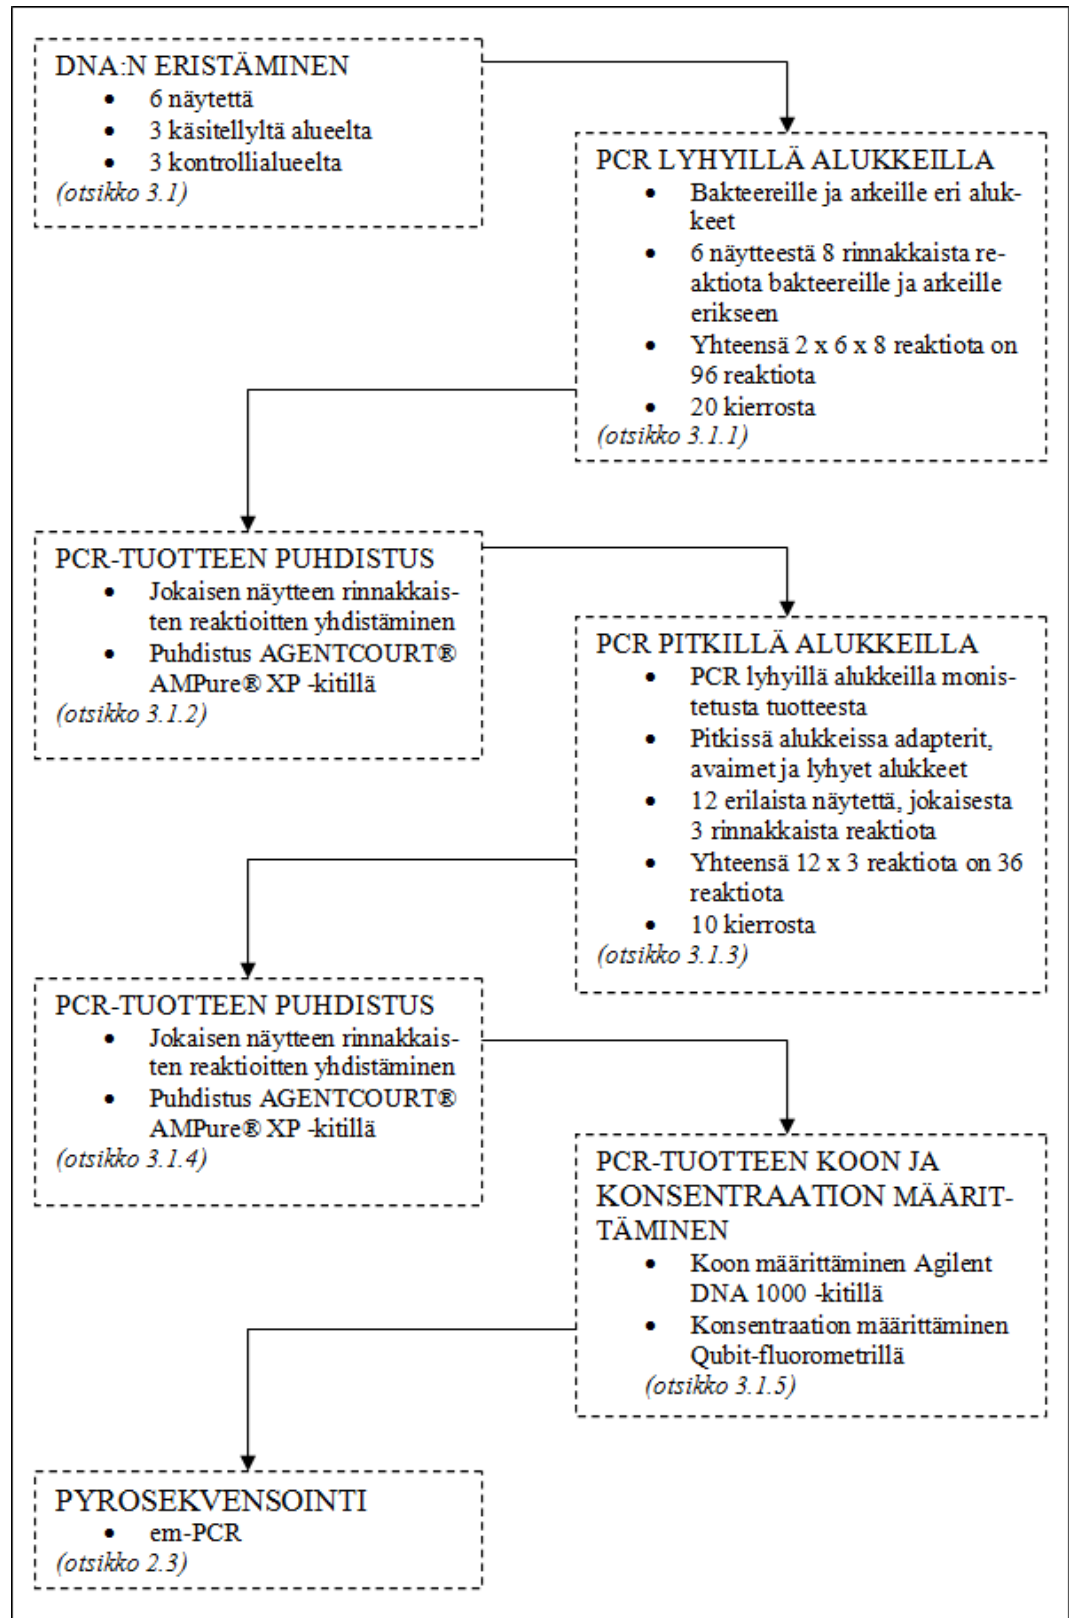 DNA:N ERISTÄMINEN
• 6 näytettä
• 3 käsitellyltä alueelta
• 3 kontrollialueelta
(otsikko 3.1)
PCR LYHYILLÄ ALUKKEILLA
• Bakteereille ja arkeille eri aluk-
keet
• 6 näytteestä 8 rinnakkaista re-
aktiota bakteereille ja arkeille
erikseen
• Yhteensä 2 x 6 x 8 reaktiota on
96 reaktiota
• 20 kierrosta
(otsikko 3.1.1)
PCR-TUOTTEEN PUHDISTUS
• Jokaisen näytteen rinnakkais-
ten reaktioitten yhdistäminen
• Puhdistus AGENTCOURT®
AMPure® XP -kitillä
(otsikko 3.1.2)
PCR PITKILLÄ ALUKKEILLA
• PCR lyhyillä alukkeilla monis-
tetusta tuotteesta
• Pitkissä alukkeissa adapterit,
avaimet ja lyhyet alukkeet
• 12 erilaista näytettä, jokaisesta
3 rinnakkaista reaktiota
• Yhteensä 12 x 3 reaktiota on 36
reaktiota
• 10 kierrosta
(otsikko 3.1.3)
PCR-TUOTTEEN PUHDISTUS
• Jokaisen näytteen rinnakkais-
ten reaktioitten yhdistäminen
• Puhdistus AGENTCOURT®
AMPure® XP -kitillä
(otsikko 3.1.4)
PCR-TUOTTEEN KOON JA
KONSENTRAATION MÄÄRIT-
TÄMINEN
• Koon määrittäminen Agilent
DNA 1000 -kitillä
• Konsentraation määrittäminen
Qubit-fluorometrillä
(otsikko 3.1.5)
PYROSEKVENSOINTI
• em-PCR
(otsikko 2.3)